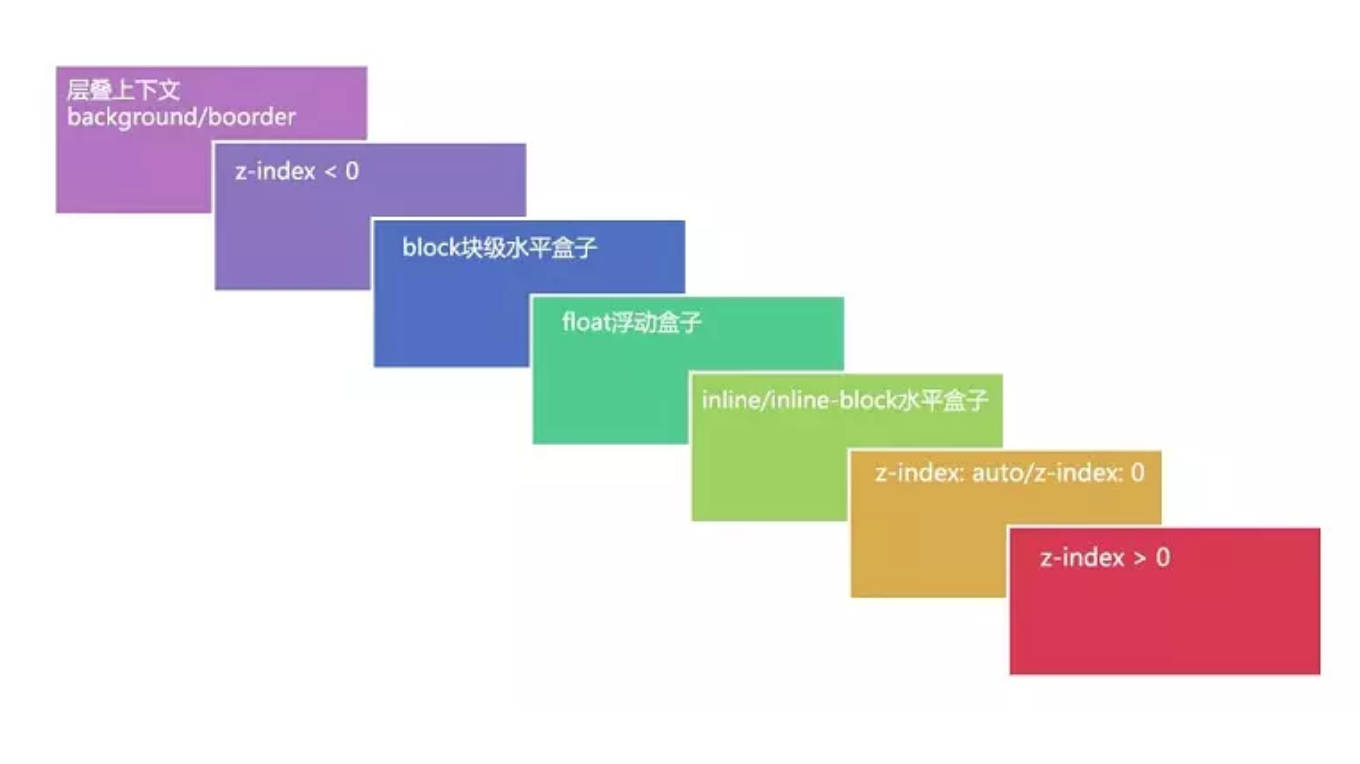 层叠上下文
background/boorder
z-index < 0
block块级水平盒子
float浮动盒子
inline/inline-block水平盒子
z-index: auto/z-index: 0
z-index > 0